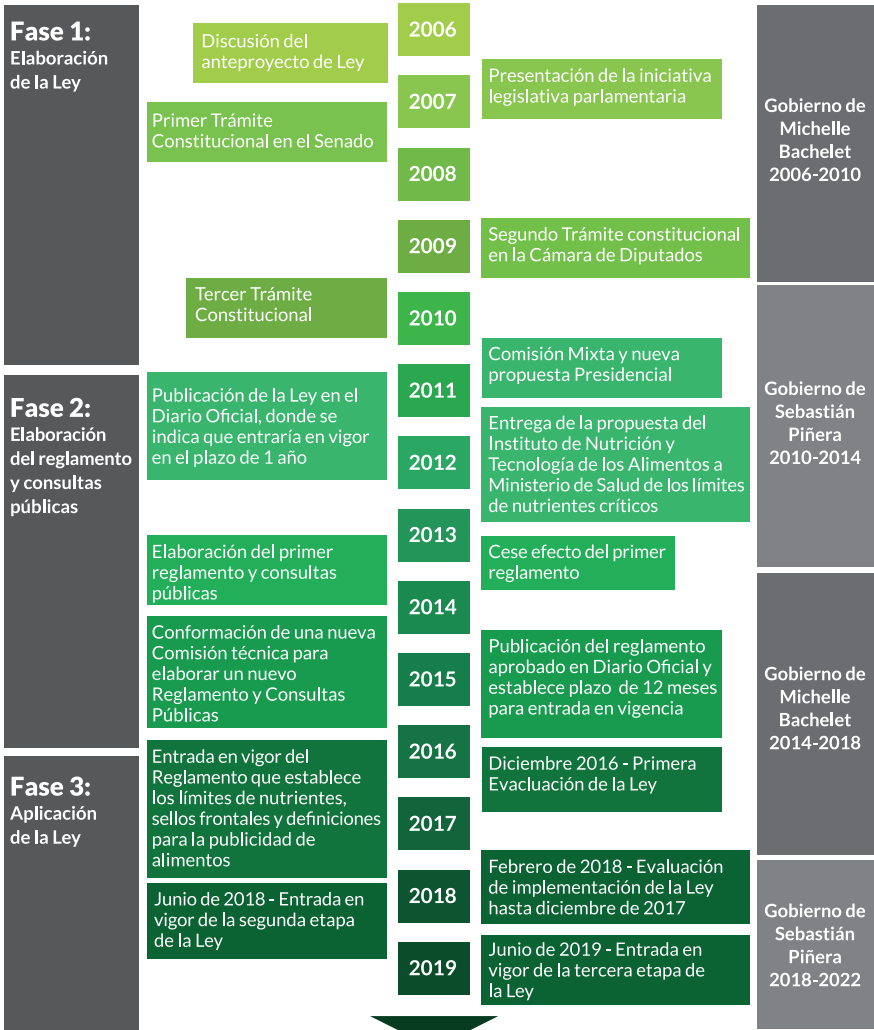 Fase 1:
Elaboración
de la Ley
2006
Discusión del
anteproyecto de Ley
Presentación de la iniciativa
legislativa parlamentaria
2007
Primer Trámite
Constitucional en el Senado
Gobierno de
Michelle
Bachelet
2006-2010
2008
2009
Segundo Trámite constitucional
en la Cámara de Diputados
Tercer Trámite
Constitucional
2010
Comisión Mixta y nueva
propuesta Presidencial
2011
Fase 2:
Elaboración
del reglamento
y consultas
públicas
Publicación de la Ley en el
Diario Oficial, donde se
indica que entraría en vigor
en el plazo de 1 año
Gobierno de
Sebastián
Piñera
2010-2014
2012
Entrega de la propuesta del
Instituto de Nutrición y
Tecnología de los Alimentos a
Ministerio de Salud de los límites
de nutrientes críticos
2013
Elaboración del primer
reglamento y consultas
públicas
Cese efecto del primer
reglamento
2014
Conformación de una nueva
Comisión técnica para
elaborar un nuevo
Reglamento y Consultas
Públicas
2015
Publicación del reglamento
aprobado en Diario Oficial y
establece plazo de 12 meses
para entrada en vigencia
Gobierno de
Michelle
Bachelet
2014-2018
2016
Fase 3:
Aplicación
de la Ley
Entrada en vigor del
Reglamento que establece
los límites de nutrientes,
sellos frontales y definiciones
para la publicidad de
alimentos
Diciembre 2016 - Primera
Evacluación de la Ley
2017
Febrero de 2018 - Evaluación
de implementación de la Ley
hasta diciembre de 2017
2018
Junio de 2018 - Entrada en
vigor de la segunda etapa
de la Ley
Gobierno de
Sebastián
Piñera
2018-2022
2019
Junio de 2019 - Entrada en
vigor de la tercera etapa de
la Ley